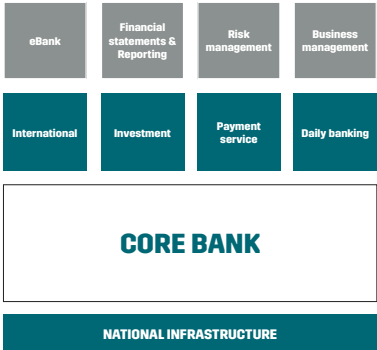 eBank
Financial
statements &
Reporting
Risk
management
Business
management
International
Investment
Payment
service
Daily banking
CORE BANK
NATIONAL INFRASTRUCTURE